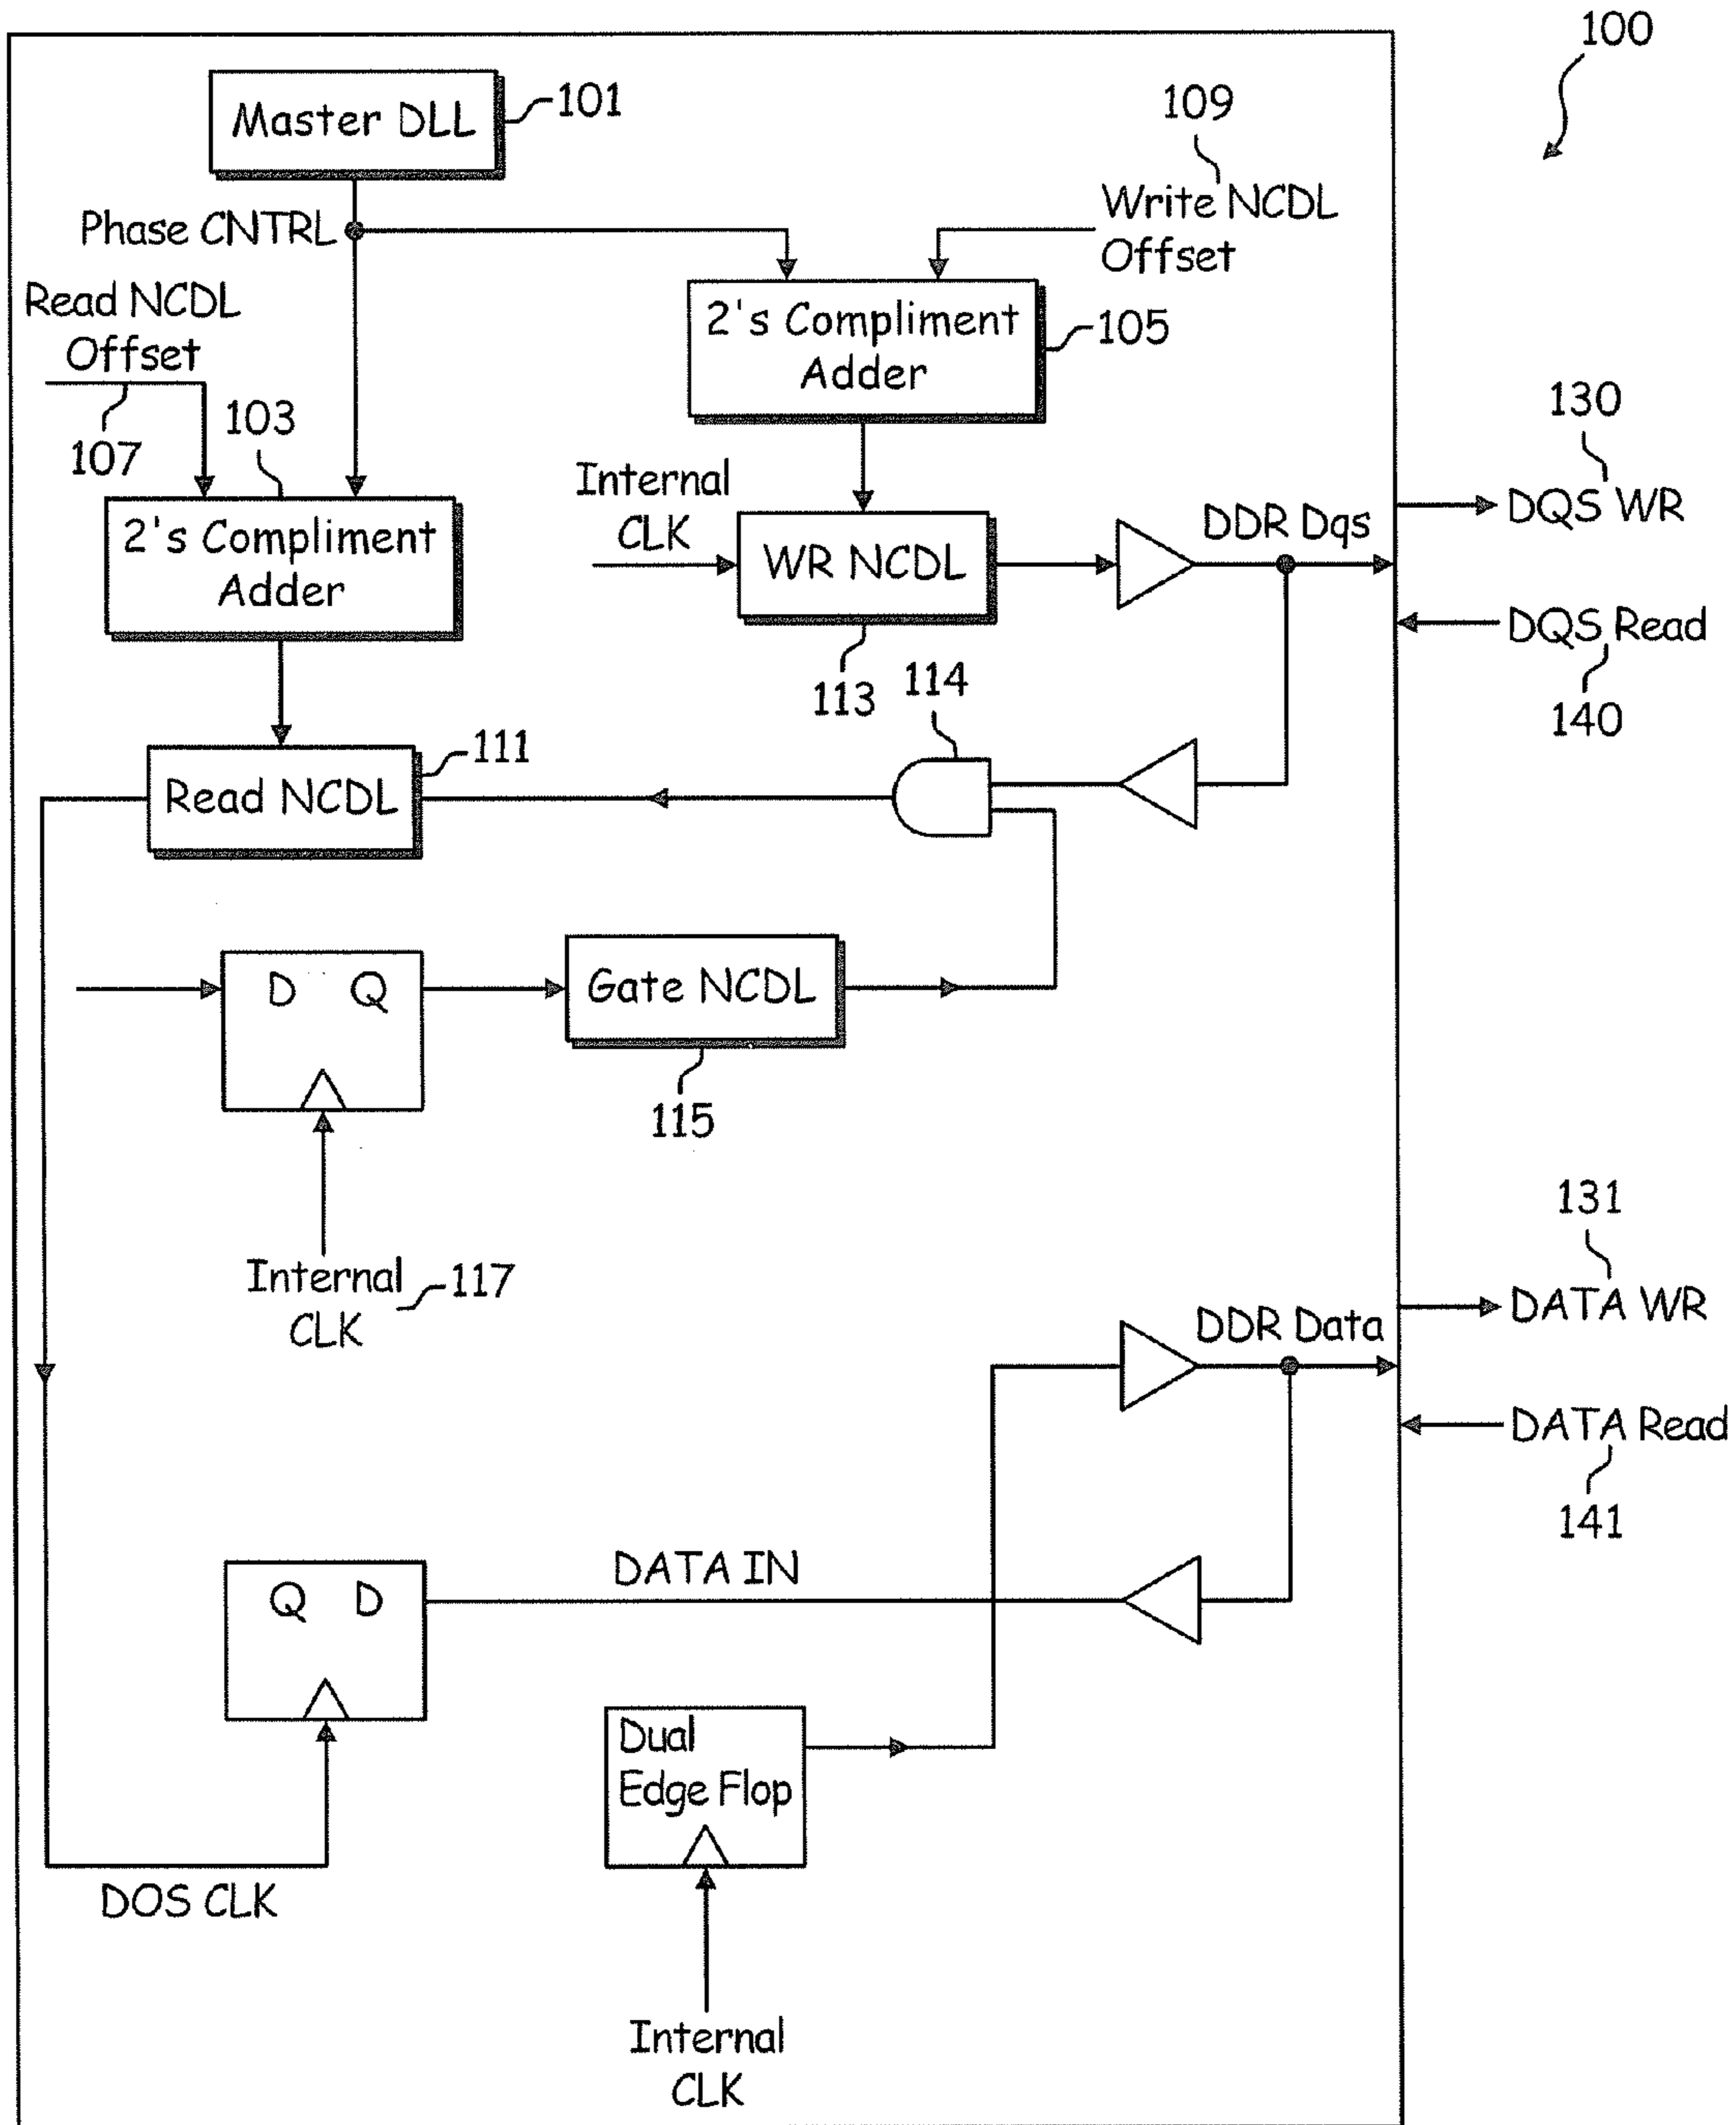 100
Master DLL
101
109
Write NCDL
Offset
Phase CNTRL
Read NCDL
Offset
107
103
2's Compliment
Adder
105
2's Compliment
Adder
Internal
CLK
WR NCDL
113
DDR Dqs
130
DQS WR
DQS Read
140
114
Read NCDL
111
D Q
Gate NCDL
115
Internal
CLK
117
131
DATA WR
DDR Data
DATA Read
141
DATA IN
Q D
Dual
Edge Flop
DOS CLK
Internal
CLK